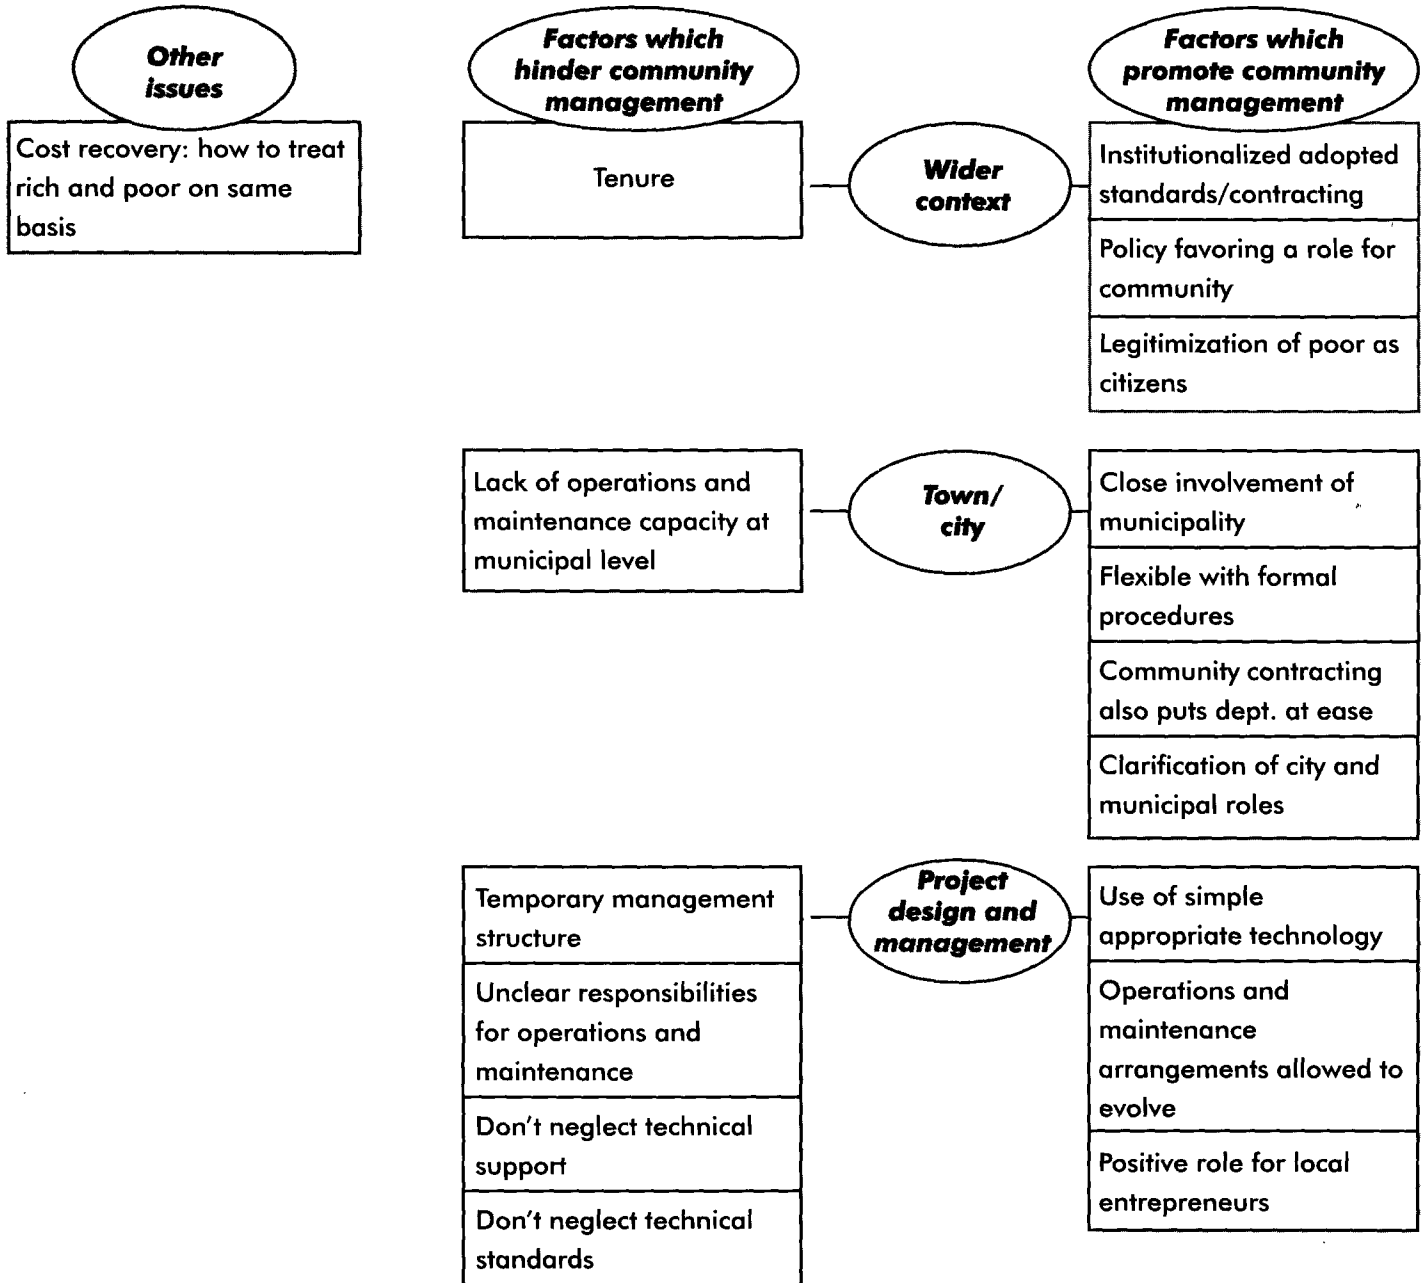 Other
issues
Cost recovery: how to treat
rich and poor on same
basis
Factors which
hinder community
management
Factors which
promote community
management
Tenure
Wider
context
Institutionalized adopted
standards/contracting
Policy favoring a role for
community
Legitimization of poor as
citizens
Lack of operations and
maintenance capacity at
municipal level
Town/
city
Close involvement of
municipality
Flexible with formal
procedures
Community contracting
also puts dept. at ease
Clarification of city and
municipal roles
Temporary management
structure
Unclear responsibilities
for operations and
maintenance
Don't neglect technical
support
Don't neglect technical
standards
Project
design and
management
Use of simple
appropriate technology
Operations and
maintenance
arrangements allowed to
evolve
Positive role for local
entrepreneurs